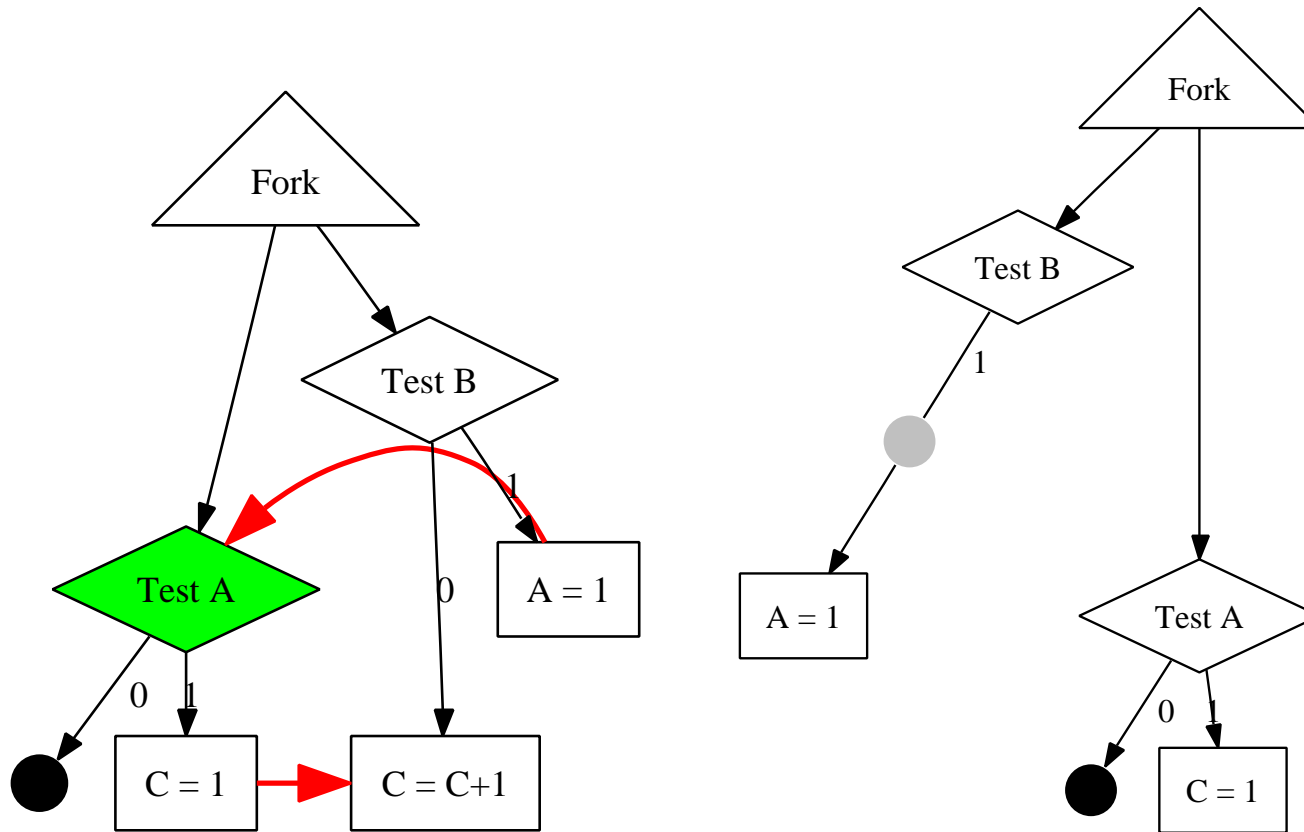 Fork
Test B
1
0
Test A
A = 1
0
1
C = 1
C = C+1
Fork
Test B
1
A = 1
Test A
0
1
C = 1